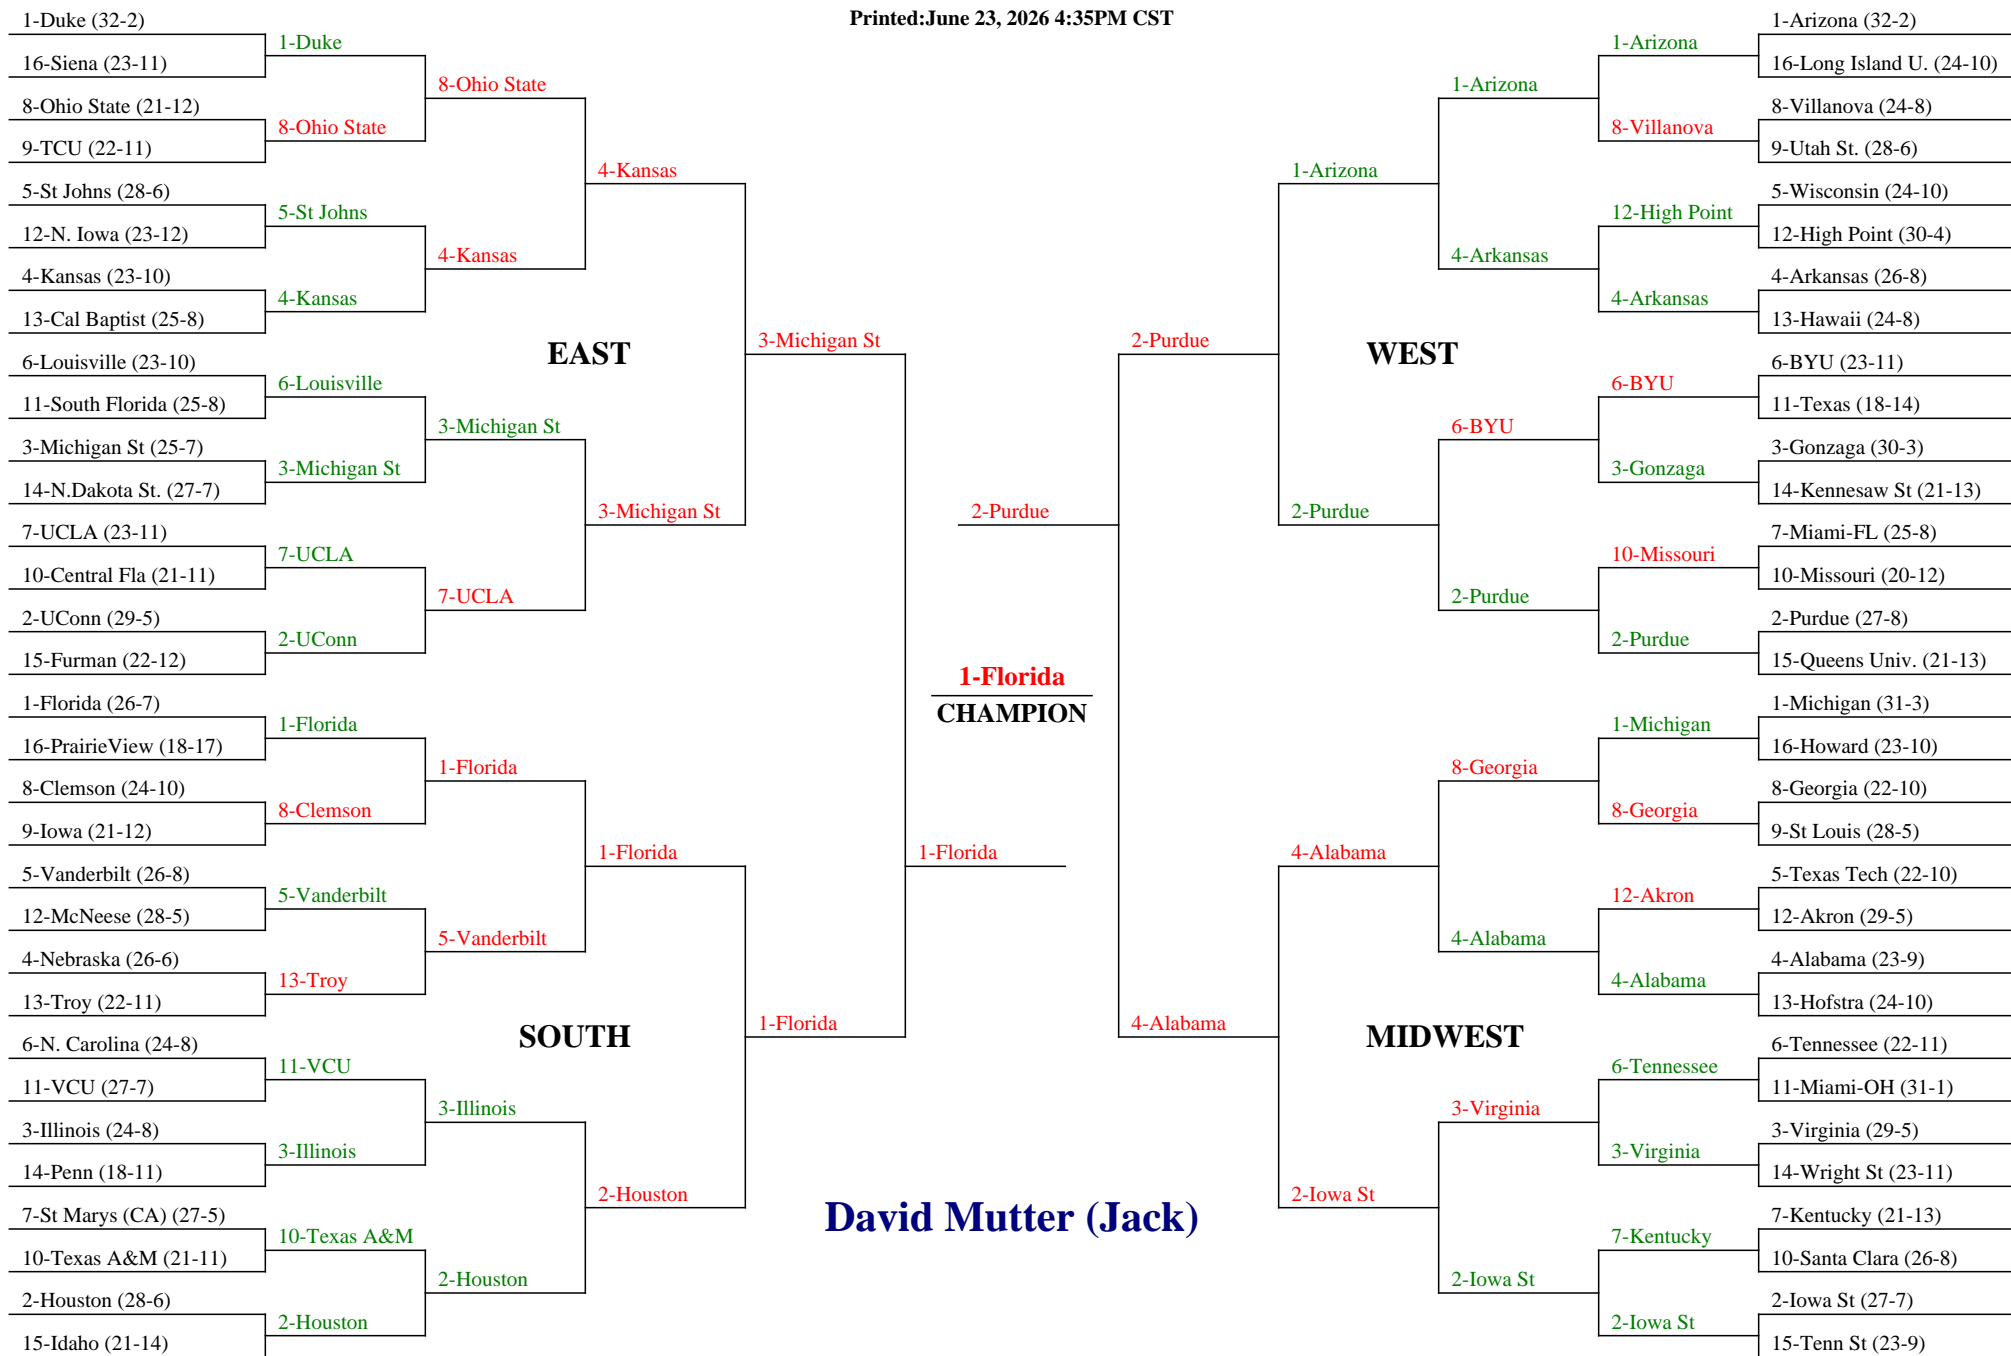 Printed:June 23, 2026 4:35PM CST
1-Duke (32-2)
16-Siena (23-11)
8-Ohio State (21-12)
9-TCU (22-11)
5-St Johns (28-6)
12-N. Iowa (23-12)
4-Kansas (23-10)
13-Cal Baptist (25-8)
6-Louisville (23-10)
11-South Florida (25-8)
3-Michigan St (25-7)
14-N.Dakota St. (27-7)
7-UCLA (23-11)
10-Central Fla (21-11)
2-UConn (29-5)
15-Furman (22-12)
1-Florida (26-7)
16-PrairieView (18-17)
8-Clemson (24-10)
9-Iowa (21-12)
5-Vanderbilt (26-8)
12-McNeese (28-5)
4-Nebraska (26-6)
13-Troy (22-11)
6-N. Carolina (24-8)
11-VCU (27-7)
3-Illinois (24-8)
14-Penn (18-11)
7-St Marys (CA) (27-5)
10-Texas A&M (21-11)
2-Houston (28-6)
15-Idaho (21-14)
1-Duke
8-Ohio State
5-St Johns
4-Kansas
6-Louisville
3-Michigan St
7-UCLA
2-UConn
1-Florida
8-Clemson
5-Vanderbilt
13-Troy
11-VCU
3-Illinois
10-Texas A&M
2-Houston
8-Ohio State
4-Kansas
3-Michigan St
7-UCLA
1-Florida
5-Vanderbilt
3-Illinois
2-Houston
EAST
SOUTH
4-Kansas
3-Michigan St
1-Florida
2-Houston
3-Michigan St
1-Florida
1-Florida
2-Purdue
1-Florida
CHAMPION
David Mutter (Jack)
2-Purdue
4-Alabama
1-Arizona
2-Purdue
4-Alabama
2-Iowa St
WEST
MIDWEST
1-Arizona
4-Arkansas
6-BYU
2-Purdue
8-Georgia
4-Alabama
3-Virginia
2-Iowa St
1-Arizona
8-Villanova
12-High Point
4-Arkansas
6-BYU
3-Gonzaga
10-Missouri
2-Purdue
1-Michigan
8-Georgia
12-Akron
4-Alabama
6-Tennessee
3-Virginia
7-Kentucky
2-Iowa St
1-Arizona (32-2)
16-Long Island U. (24-10)
8-Villanova (24-8)
9-Utah St. (28-6)
5-Wisconsin (24-10)
12-High Point (30-4)
4-Arkansas (26-8)
13-Hawaii (24-8)
6-BYU (23-11)
11-Texas (18-14)
3-Gonzaga (30-3)
14-Kennesaw St (21-13)
7-Miami-FL (25-8)
10-Missouri (20-12)
2-Purdue (27-8)
15-Queens Univ. (21-13)
1-Michigan (31-3)
16-Howard (23-10)
8-Georgia (22-10)
9-St Louis (28-5)
5-Texas Tech (22-10)
12-Akron (29-5)
4-Alabama (23-9)
13-Hofstra (24-10)
6-Tennessee (22-11)
11-Miami-OH (31-1)
3-Virginia (29-5)
14-Wright St (23-11)
7-Kentucky (21-13)
10-Santa Clara (26-8)
2-Iowa St (27-7)
15-Tenn St (23-9)